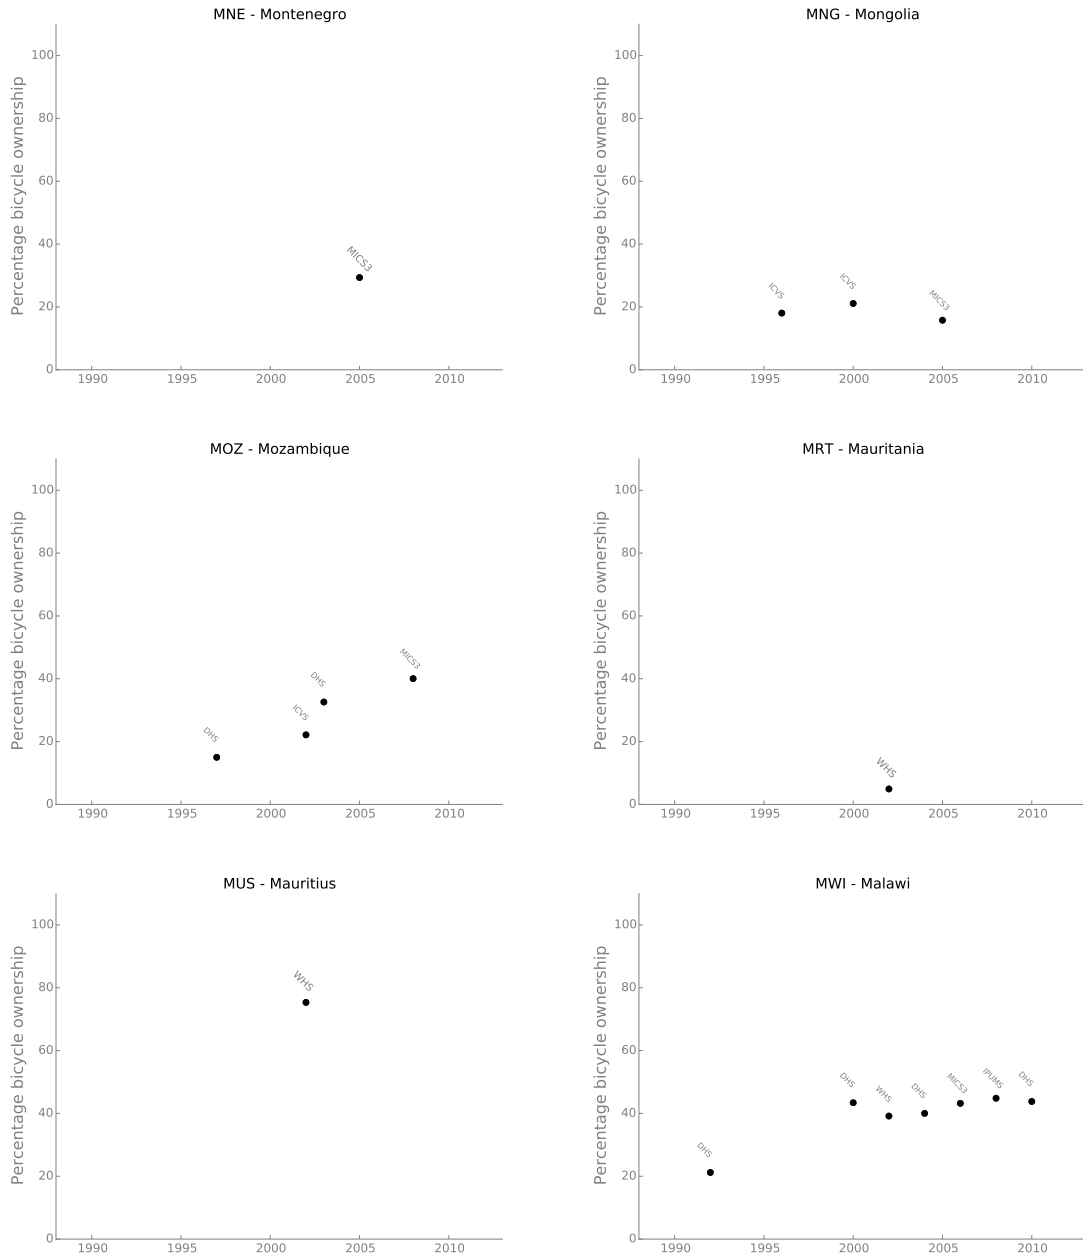 MNE - Montenegro
Percentage bicycle ownership
100
80
60
40
20
0
MICS3
1990 1995 2000 2005 2010
MNG - Mongolia
Percentage bicycle ownership
100
80
60
40
20
0
ICVS
ICVS
MICS3
1990 1995 2000 2005 2010
MOZ - Mozambique
Percentage bicycle ownership
100
80
60
40
20
0
DHS
ICVS
DHS
MICS3
1990 1995 2000 2005 2010
MRT - Mauritania
Percentage bicycle ownership
100
80
60
40
20
0
WHS
1990 1995 2000 2005 2010
MUS - Mauritius
Percentage bicycle ownership
100
80
60
40
20
0
WHS
1990 1995 2000 2005 2010
MWI - Malawi
Percentage bicycle ownership
100
80
60
40
20
0
DHS
DHS
WHS
DHS
MICS3
IPUMS
DHS
1990 1995 2000 2005 2010